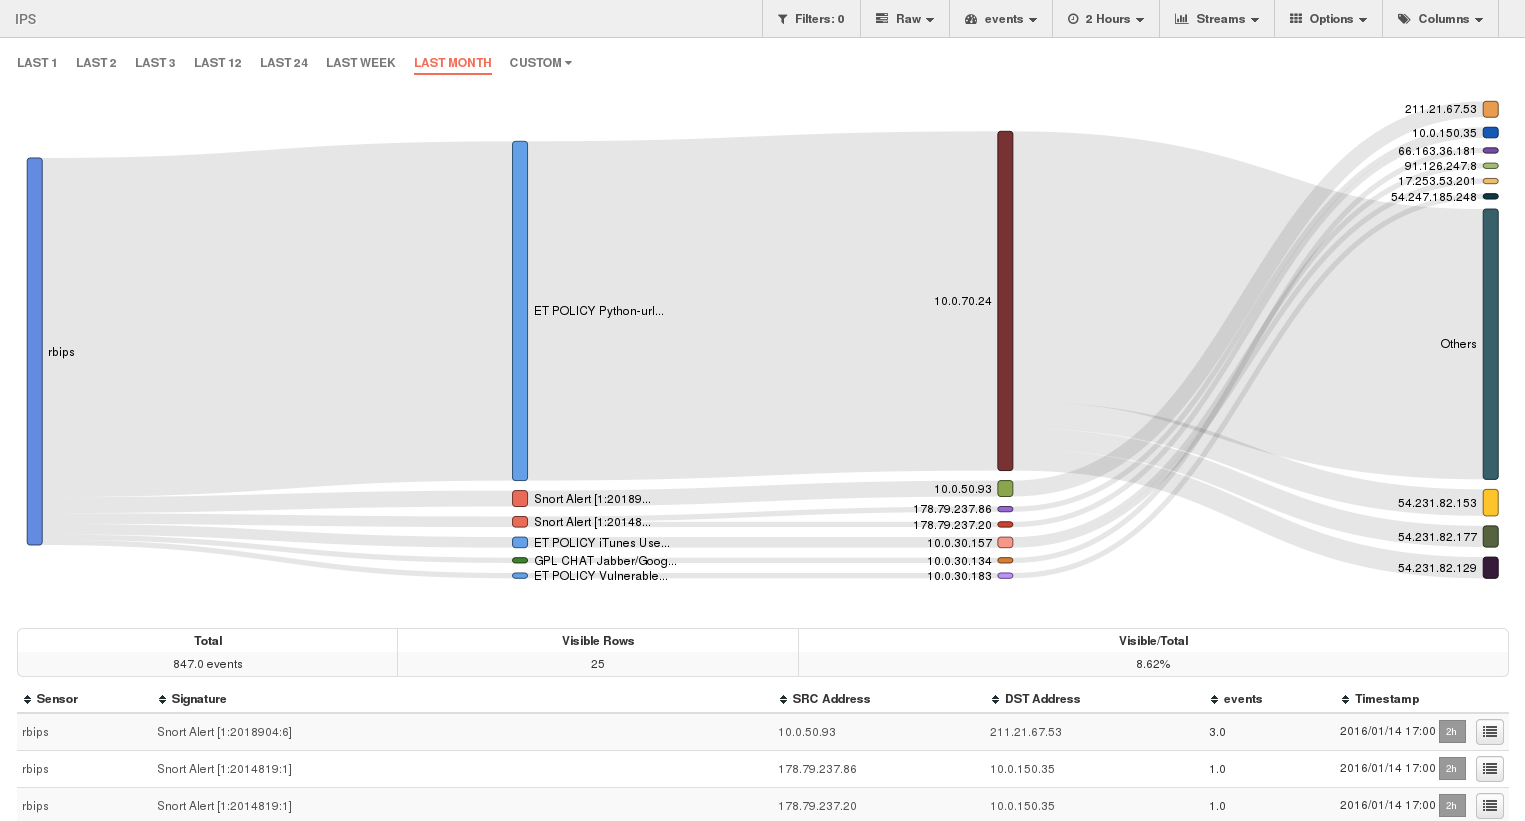 IPS Filters: 0 Raw events 2 Hours Streams Options Columns
LAST 1 LAST 2 LAST 3 LAST 12 LAST 24 LAST WEEK LAST MONTH CUSTOM
211.21.67.53
10.0.150.35
66.163.36.181
91.126.247.8
17.253.53.201
54.247.185.248
10.0.70.24
ET POLICY Python-url...
Others
rbips
10.0.50.93
Snort Alert [1:20189...
54.231.82.153
178.79.237.86
Snort Alert [1:20148...
178.79.237.20
54.231.82.177
ET POLICY iTunes Use...
10.0.30.157
GPL CHAT Jabber/Goog...
10.0.30.134
54.231.82.129
ET POLICY Vulnerable...
10.0.30.183
Total Visible Rows Visible/Total
847.0 events 25 8.62%
Sensor Signature SRC Address DST Address events Timestamp
rbips Snort Alert [1:2018904:6] 10.0.50.93 211.21.67.53 3.0 2016/01/14 17:00 2h
rbips Snort Alert [1:2014819:1] 178.79.237.86 10.0.150.35 1.0 2016/01/14 17:00 2h
rbips Snort Alert [1:2014819:1] 178.79.237.20 10.0.150.35 1.0 2016/01/14 17:00 2h